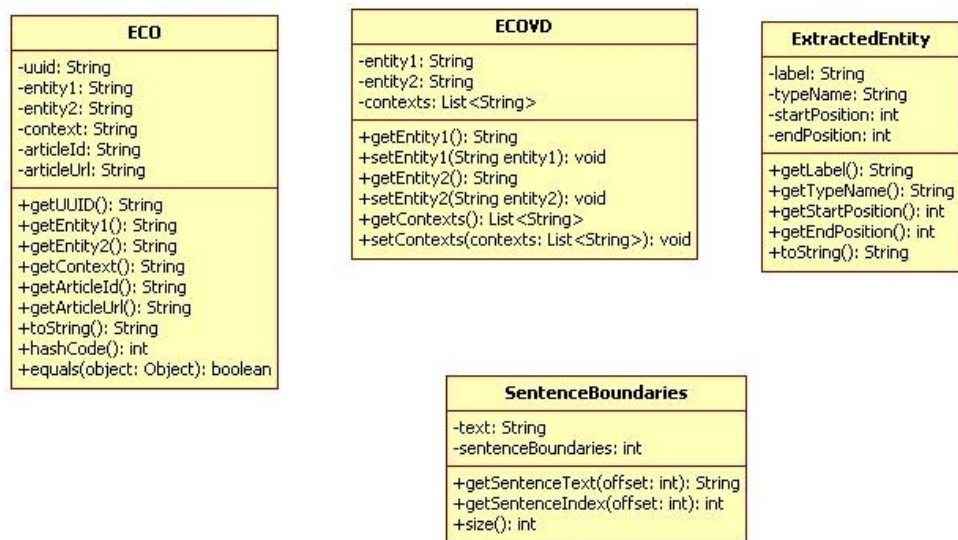 ECO
-uuid: String
-entity1: String
-entity2: String
-context: String
-articleId: String
-articleUrl: String
+getUUID(): String
+getEntity1(): String
+getEntity2(): String
+getContext(): String
+getArticleId(): String
+getArticleUrl(): String
+toString(): String
+hashCode(): int
+equals(object: Object): boolean
ECOVD
-entity1: String
-entity2: String
-contexts: List<String>
+getEntity1(): String
+setEntity1(String entity1): void
+getEntity2(): String
+setEntity2(String entity2): void
+getContexts(): List<String>
+setContexts(contexts: List<String>): void
ExtractedEntity
-label: String
-typeName: String
-startPosition: int
-endPosition: int
+getLabel(): String
+getTypeName(): String
+getStartPosition(): int
+getEndPosition(): int
+toString(): String
SentenceBoundaries
-text: String
-sentenceBoundaries: int
+getSentenceText(offset: int): String
+getSentenceIndex(offset: int): int
+size(): int